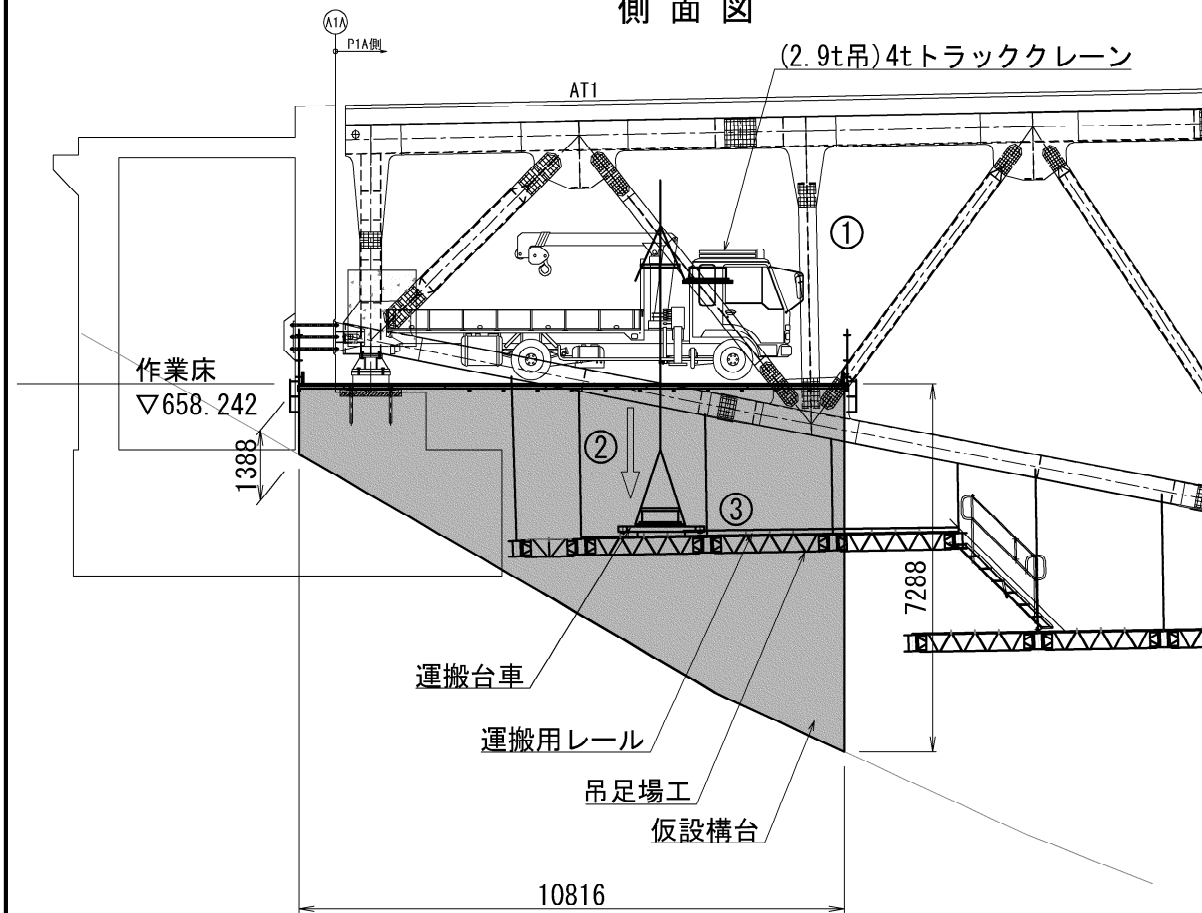 側面図
A1A
P1A側
(2.9t吊)4tトラッククレーン
AT1
①
作業床
▽658.242
1388
②
③
7288
運搬台車
運搬用レール
吊足場工
仮設構台
10816